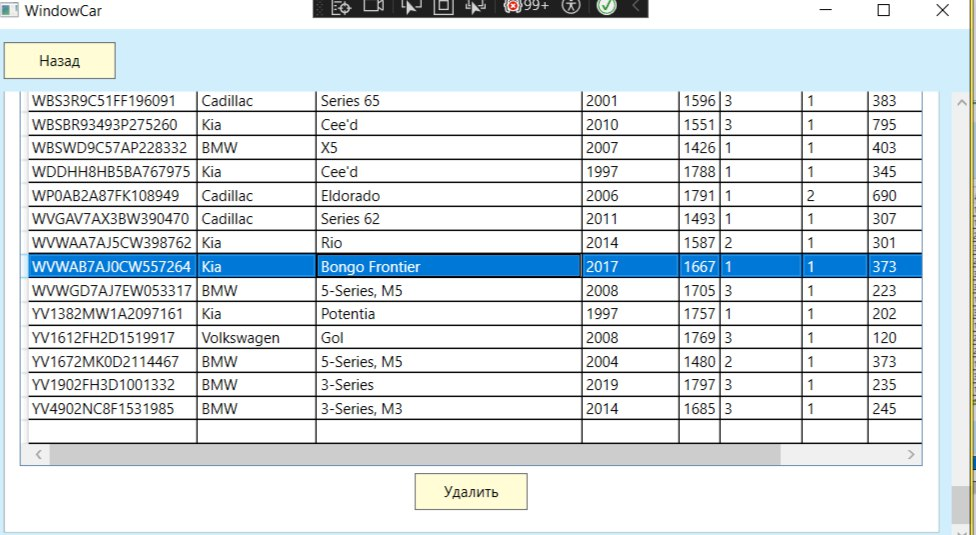 WindowCar
99+
Назад
WBS3R9C51FF196091 Cadillac Series 65 2001 1596 3 1 383
WBSBR93493P275260 Kia Cee'd 2010 1551 3 1 795
WBSWD9C57AP228332 BMW X5 2007 1426 1 1 403
WDDHH8HB5BA767975 Kia Cee'd 1997 1788 1 1 345
WP0AB2A87FK108949 Cadillac Eldorado 2006 1791 1 2 690
WVGAV7AX3BW390470 Cadillac Series 62 2011 1493 1 1 307
WVWAA7AJ5CW398762 Kia Rio 2014 1587 2 1 301
WVWAB7AJ0CW557264 Kia Bongo Frontier 2017 1667 1 1 373
WVWGD7AJ7EW053317 BMW 5-Series, M5 2008 1705 3 1 223
YV1382MW1A2097161 Kia Potentia 1997 1757 1 1 202
YV1612FH2D1519917 Volkswagen Gol 2008 1769 3 1 120
YV1672MK0D2114467 BMW 5-Series, M5 2004 1480 2 1 373
YV1902FH3D1001332 BMW 3-Series 2019 1797 3 1 235
YV4902NC8F1531985 BMW 3-Series, M3 2014 1685 3 1 245
Удалить